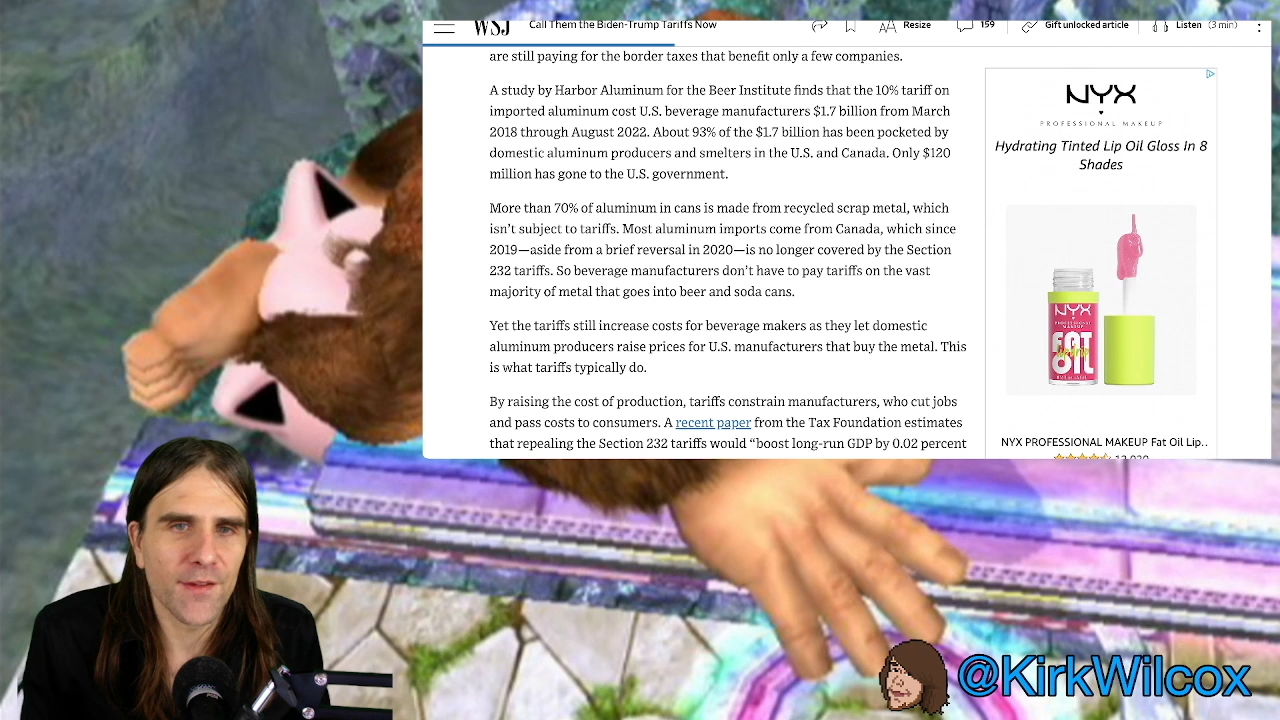 WSJ Call Them the Biden-Trump Tariffs Now Resize 159 Gift unlocked article Listen (3 min)
are still paying for the border taxes that benefit only a few companies.
A study by Harbor Aluminum for the Beer Institute finds that the 10% tariff on
imported aluminum cost U.S. beverage manufacturers $1.7 billion from March
2018 through August 2022. About 93% of the $1.7 billion has been pocketed by
domestic aluminum producers and smelters in the U.S. and Canada. Only $120
million has gone to the U.S. government.
More than 70% of aluminum in cans is made from recycled scrap metal, which
isn't subject to tariffs. Most aluminum imports come from Canada, which since
2019—aside from a brief reversal in 2020—is no longer covered by the Section
232 tariffs. So beverage manufacturers don't have to pay tariffs on the vast
majority of metal that goes into beer and soda cans.
Yet the tariffs still increase costs for beverage makers as they let domestic
aluminum producers raise prices for U.S. manufacturers that buy the metal. This
is what tariffs typically do.
By raising the cost of production, tariffs constrain manufacturers, who cut jobs
and pass costs to consumers. A recent paper from the Tax Foundation estimates
that repealing the Section 232 tariffs would “boost long-run GDP by 0.02 percent
NYX
PROFESSIONAL MAKEUP
Hydrating Tinted Lip Oil Gloss In 8
Shades
NYX
FAT
OIL
NYX PROFESSIONAL MAKEUP Fat Oil Lip..
@KirkWilcox